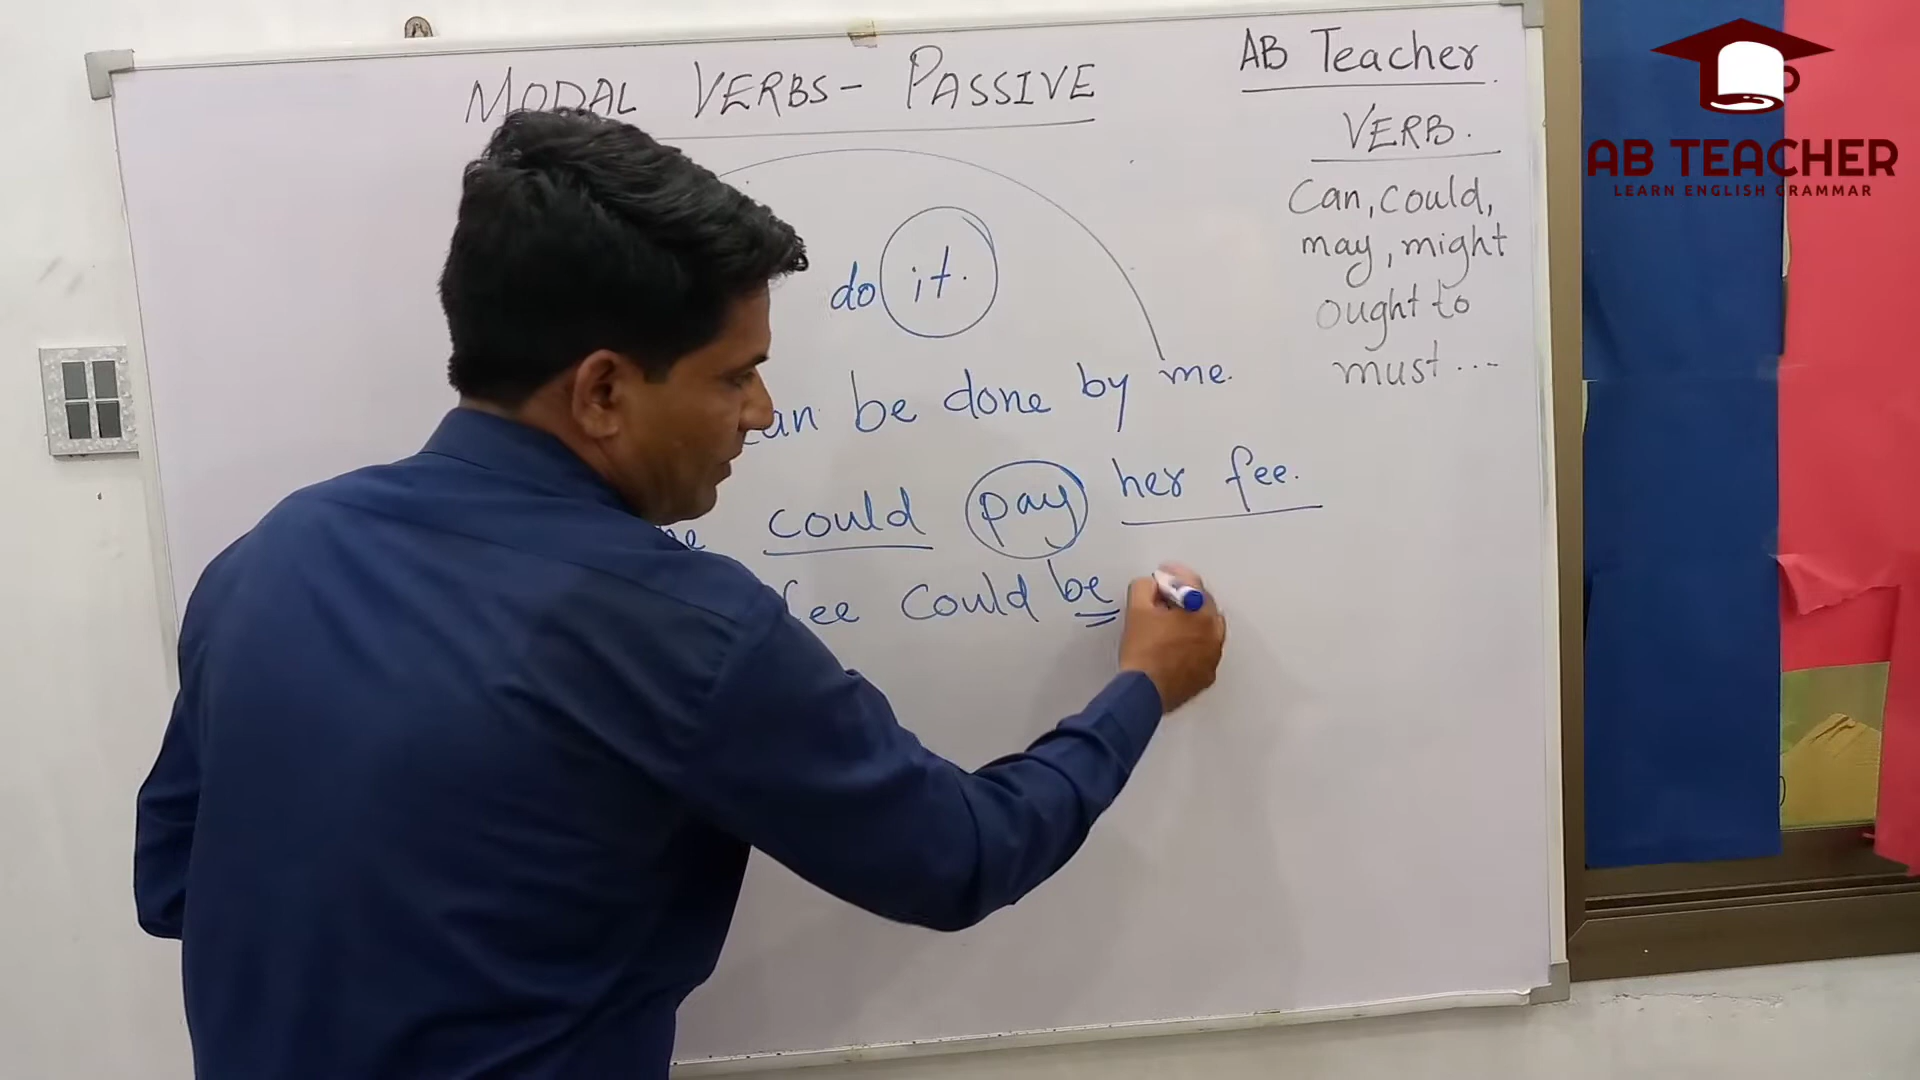 MODAL VERBS- PASSIVE
AB Teacher
VERB.
Can, could,
may, might
ought to
must ...
do it.
can be done by me.
could pay her fee.
fee could be
AB TEACHER
LEARN ENGLISH GRAMMAR